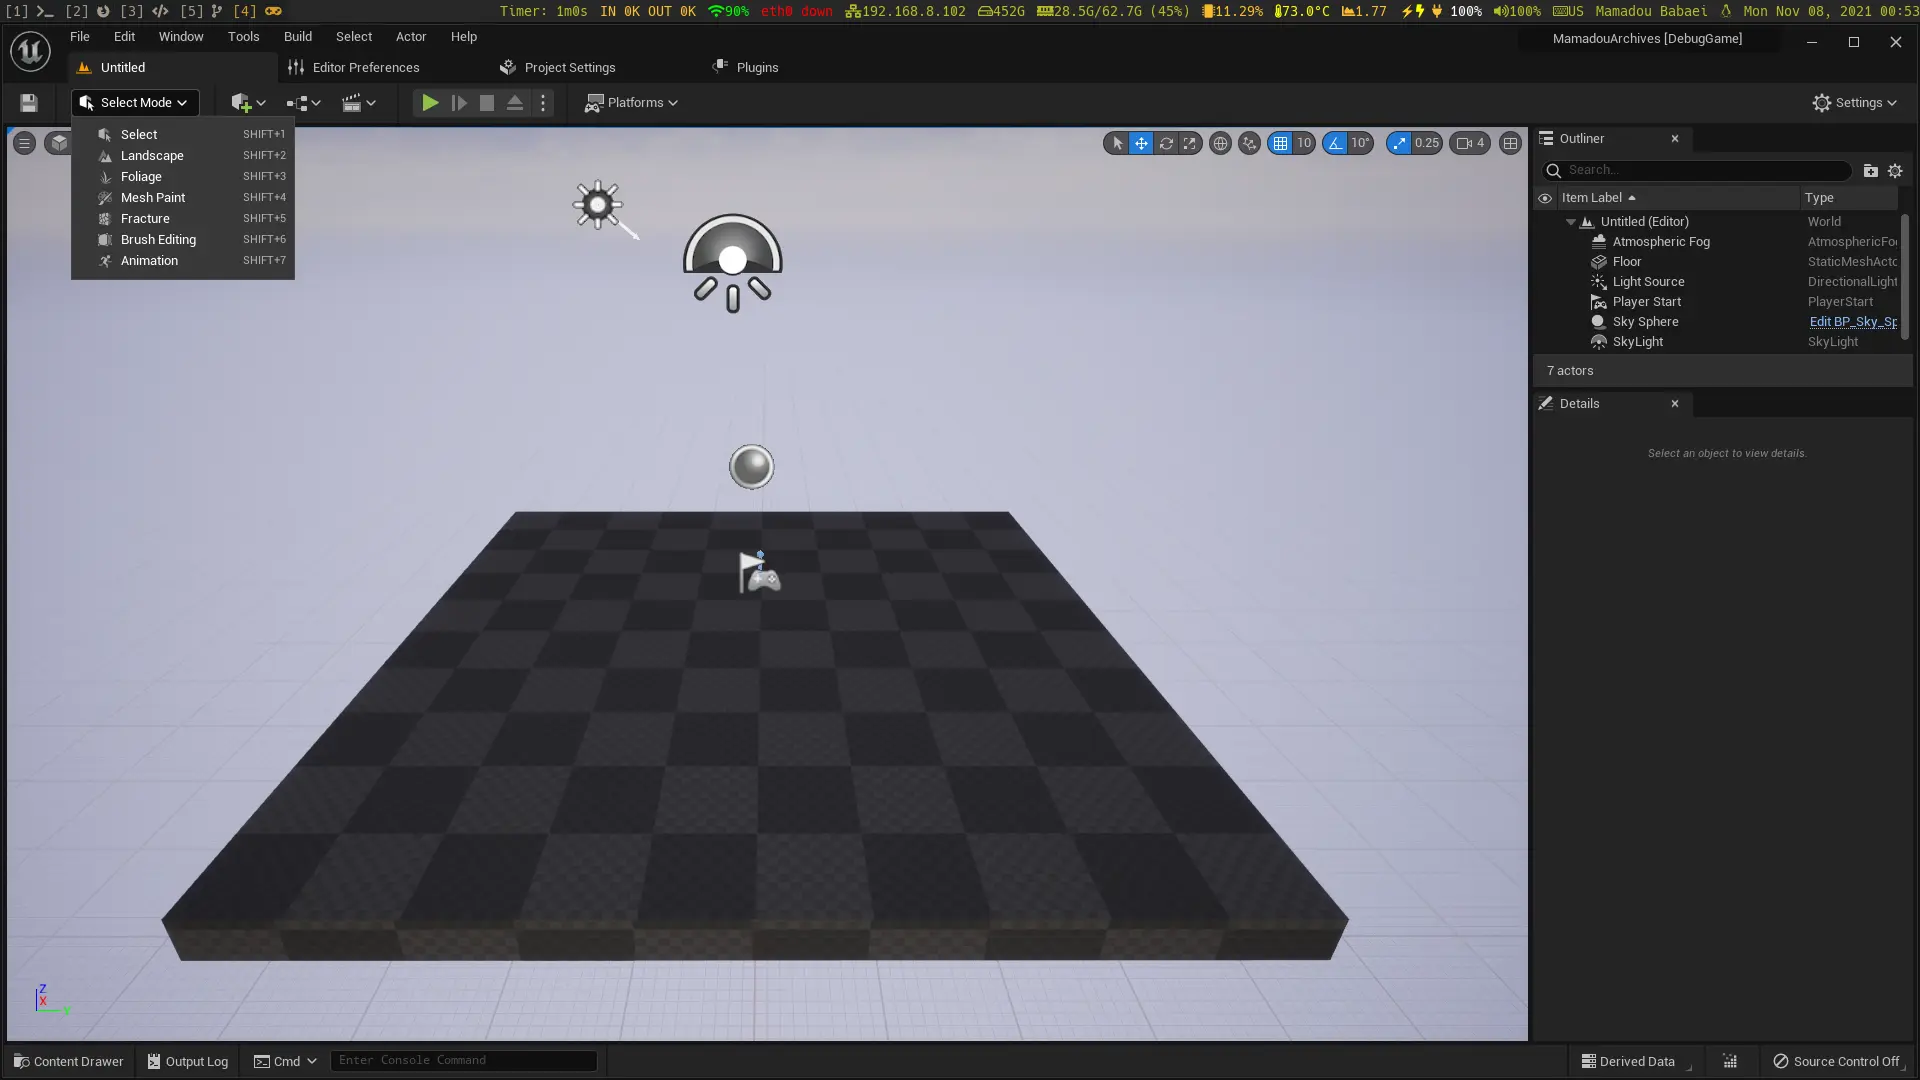 [1] [2] [3] [5] [4]
Timer: 1m0s IN 0K OUT 0K 90% eth0 down 192.168.8.102 452G 28.5G/62.7G (45%) 11.29% 73.0°C 1.77 100% 100% US Mamadou Babaei Mon Nov 08, 2021 00:53
File Edit Window Tools Build Select Actor Help
MamadouArchives [DebugGame]
Untitled Editor Preferences Project Settings Plugins
Select Mode Platforms Settings
Select SHIFT+1
Landscape SHIFT+2
Foliage SHIFT+3
Mesh Paint SHIFT+4
Fracture SHIFT+5
Brush Editing SHIFT+6
Animation SHIFT+7
10 10° 0.25 4
Outliner
Search...
Item Label Type
Untitled (Editor) World
Atmospheric Fog AtmosphericFog
Floor StaticMeshActo
Light Source DirectionalLight
Player Start PlayerStart
Sky Sphere Edit BP_Sky_Sp
SkyLight SkyLight
7 actors
Details
Select an object to view details.
Z
X
Y
Content Drawer Output Log Cmd Enter Console Command Derived Data Source Control Off